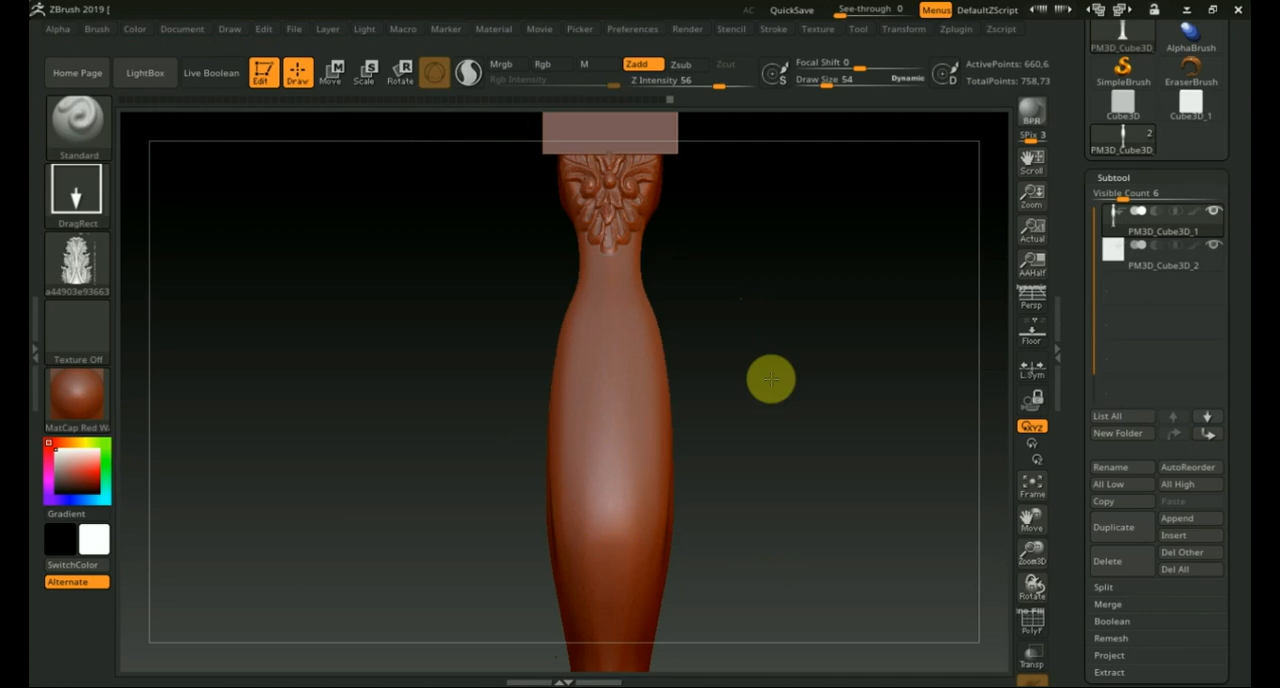 ZBrush 2019 [
AC QuickSave See-through 0 Menus DefaultZScript
Alpha Brush Color Document Draw Edit File Layer Light Macro Marker Material Movie Picker Preferences Render Stencil Stroke Texture Tool Transform Zplugin Zscript
Home Page LightBox Live Boolean Edit Draw Move Scale Rotate
Mrgb Rgb M Zadd Zsub Zcut
Rgb Intensity Z Intensity 56
Focal Shift 0
Draw Size 54 Dynamic
ActivePoints: 660,6
TotalPoints: 758,73
Standard
DragRect
a44903e93663
Texture Off
MatCap Red W
Gradient
SwitchColor
Alternate
BPR
SPix 3
Scroll
Zoom
Actual
AAHalf
Dynamic
Persp
Floor
L.Sym
XYZ
Frame
Move
Zoom3D
Rotate
Line Fill
PolyF
Transp
PM3D_Cube3D_ AlphaBrush
SimpleBrush EraserBrush
Cube3D Cube3D_1
2
PM3D_Cube3D_
Subtool
Visible Count 6
PM3D_Cube3D_1
PM3D_Cube3D_2
List All
New Folder
Rename AutoReorder
All Low All High
Copy Paste
Duplicate Append
Insert
Delete Del Other
Del All
Split
Merge
Boolean
Remesh
Project
Extract